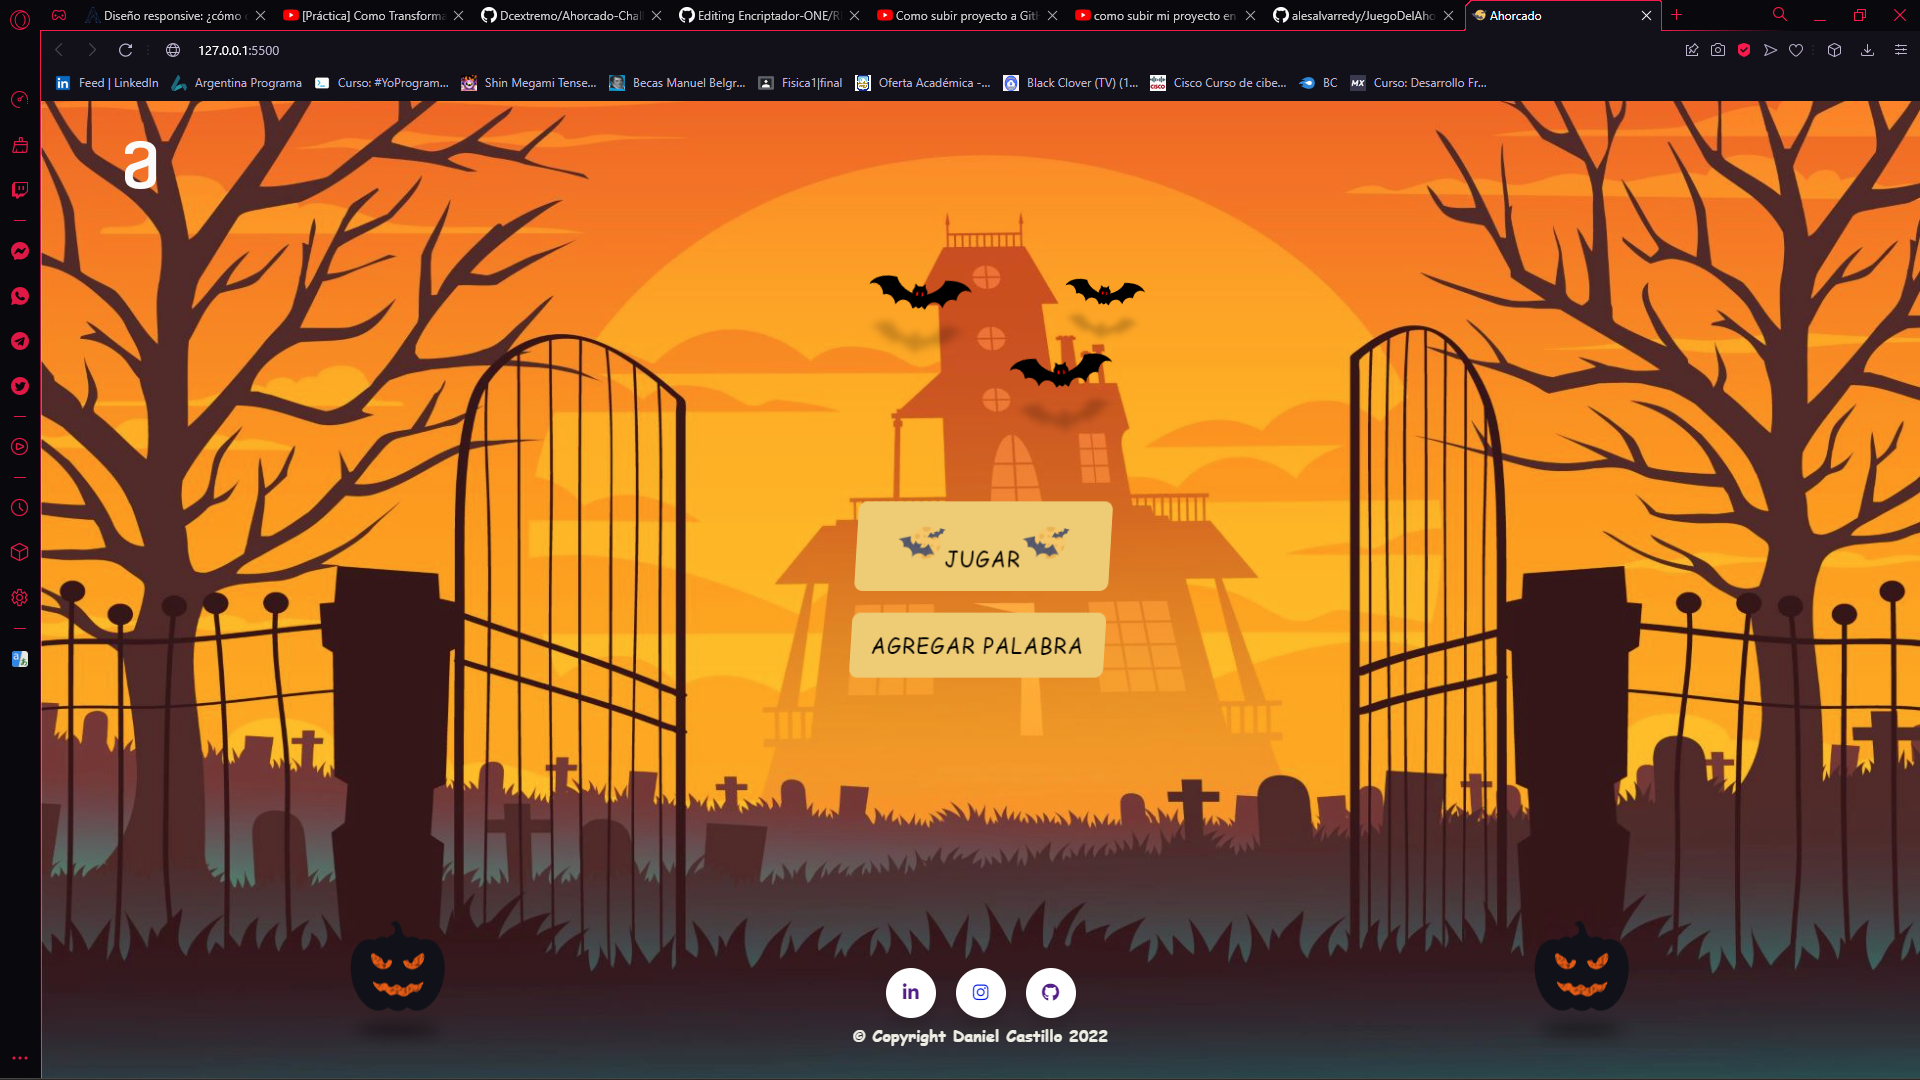 Diseño responsive: ¿cómo
[Práctica] Como Transforma
Dcextremo/Ahorcado-Chal
Editing Encriptador-ONE/RE
Como subir proyecto a Gith
como subir mi proyecto en
alesalvarredy/JuegoDelAho
Ahorcado
127.0.0.1:5500
Feed | LinkedIn
Argentina Programa
Curso: #YoProgram...
Shin Megami Tense...
Becas Manuel Belgr...
Fisica1|final
Oferta Académica -...
Black Clover (TV) (1...
Cisco Curso de cibe...
BC
MX
Curso: Desarrollo Fr...
a
JUGAR
AGREGAR PALABRA
in
© Copyright Daniel Castillo 2022